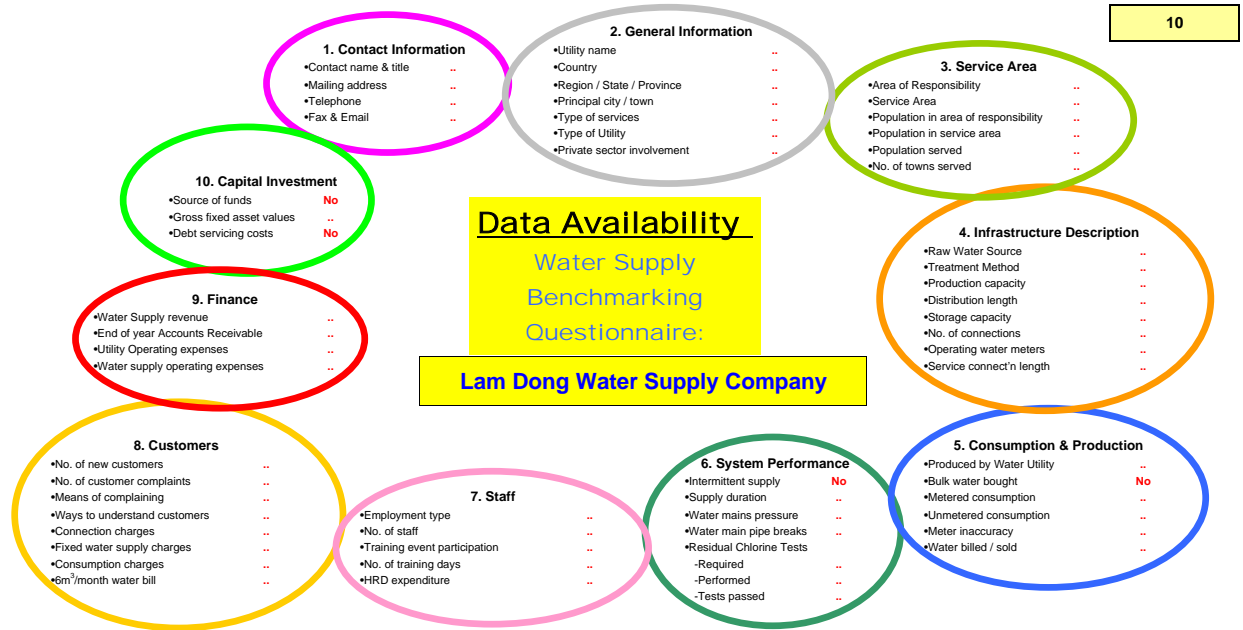 10
1. Contact Information
•Contact name & title ..
•Mailing address ..
•Telephone ..
•Fax & Email ..
2. General Information
•Utility name ..
•Country ..
•Region / State / Province ..
•Principal city / town ..
•Type of services ..
•Type of Utility ..
•Private sector involvement ..
3. Service Area
•Area of Responsibility ..
•Service Area ..
•Population in area of responsibility ..
•Population in service area ..
•Population served ..
•No. of towns served ..
10. Capital Investment
•Source of funds No
•Gross fixed asset values ..
•Debt servicing costs No
Data Availability
Water Supply
Benchmarking
Questionnaire:
Lam Dong Water Supply Company
4. Infrastructure Description
•Raw Water Source ..
•Treatment Method ..
•Production capacity ..
•Distribution length ..
•Storage capacity ..
•No. of connections ..
•Operating water meters ..
•Service connect'n length ..
9. Finance
•Water Supply revenue ..
•End of year Accounts Receivable ..
•Utility Operating expenses ..
•Water supply operating expenses ..
8. Customers
•No. of new customers ..
•No. of customer complaints ..
•Means of complaining ..
•Ways to understand customers ..
•Connection charges ..
•Fixed water supply charges ..
•Consumption charges ..
•6m³/month water bill ..
7. Staff
•Employment type ..
•No. of staff ..
•Training event participation ..
•No. of training days ..
•HRD expenditure ..
6. System Performance
•Intermittent supply No
•Supply duration ..
•Water mains pressure ..
•Water main pipe breaks ..
•Residual Chlorine Tests
-Required ..
-Performed ..
-Tests passed ..
5. Consumption & Production
•Produced by Water Utility ..
•Bulk water bought No
•Metered consumption ..
•Unmetered consumption ..
•Meter inaccuracy ..
•Water billed / sold ..